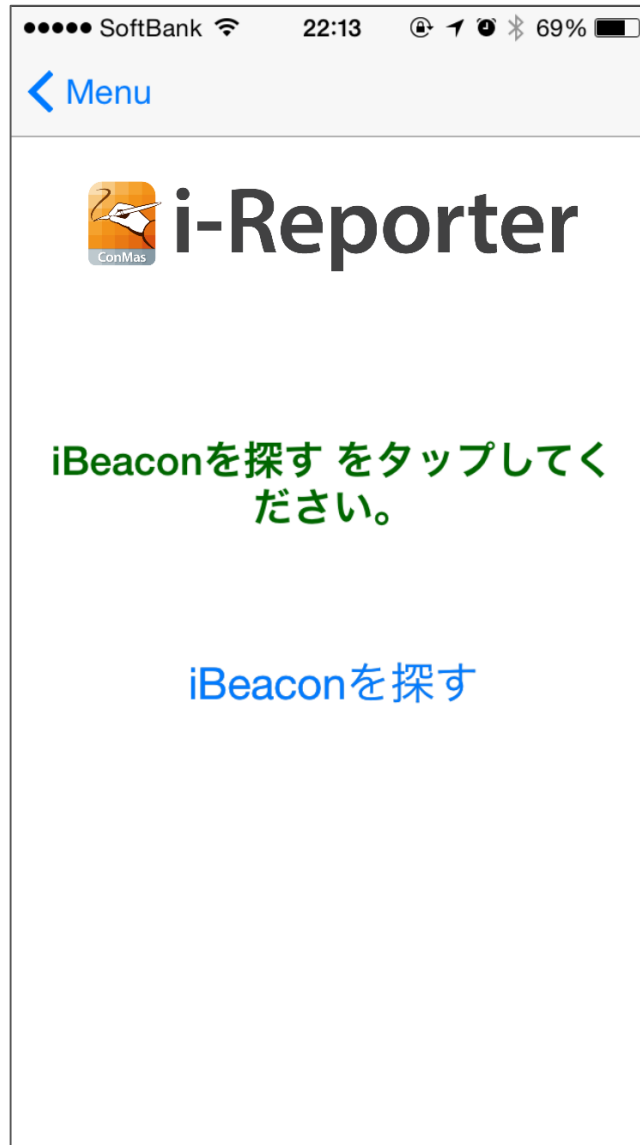 ●●●●● SoftBank 22:13 69%
Menu
ConMas
i-Reporter
iBeaconを探す をタップしてく
ださい。
iBeaconを探す